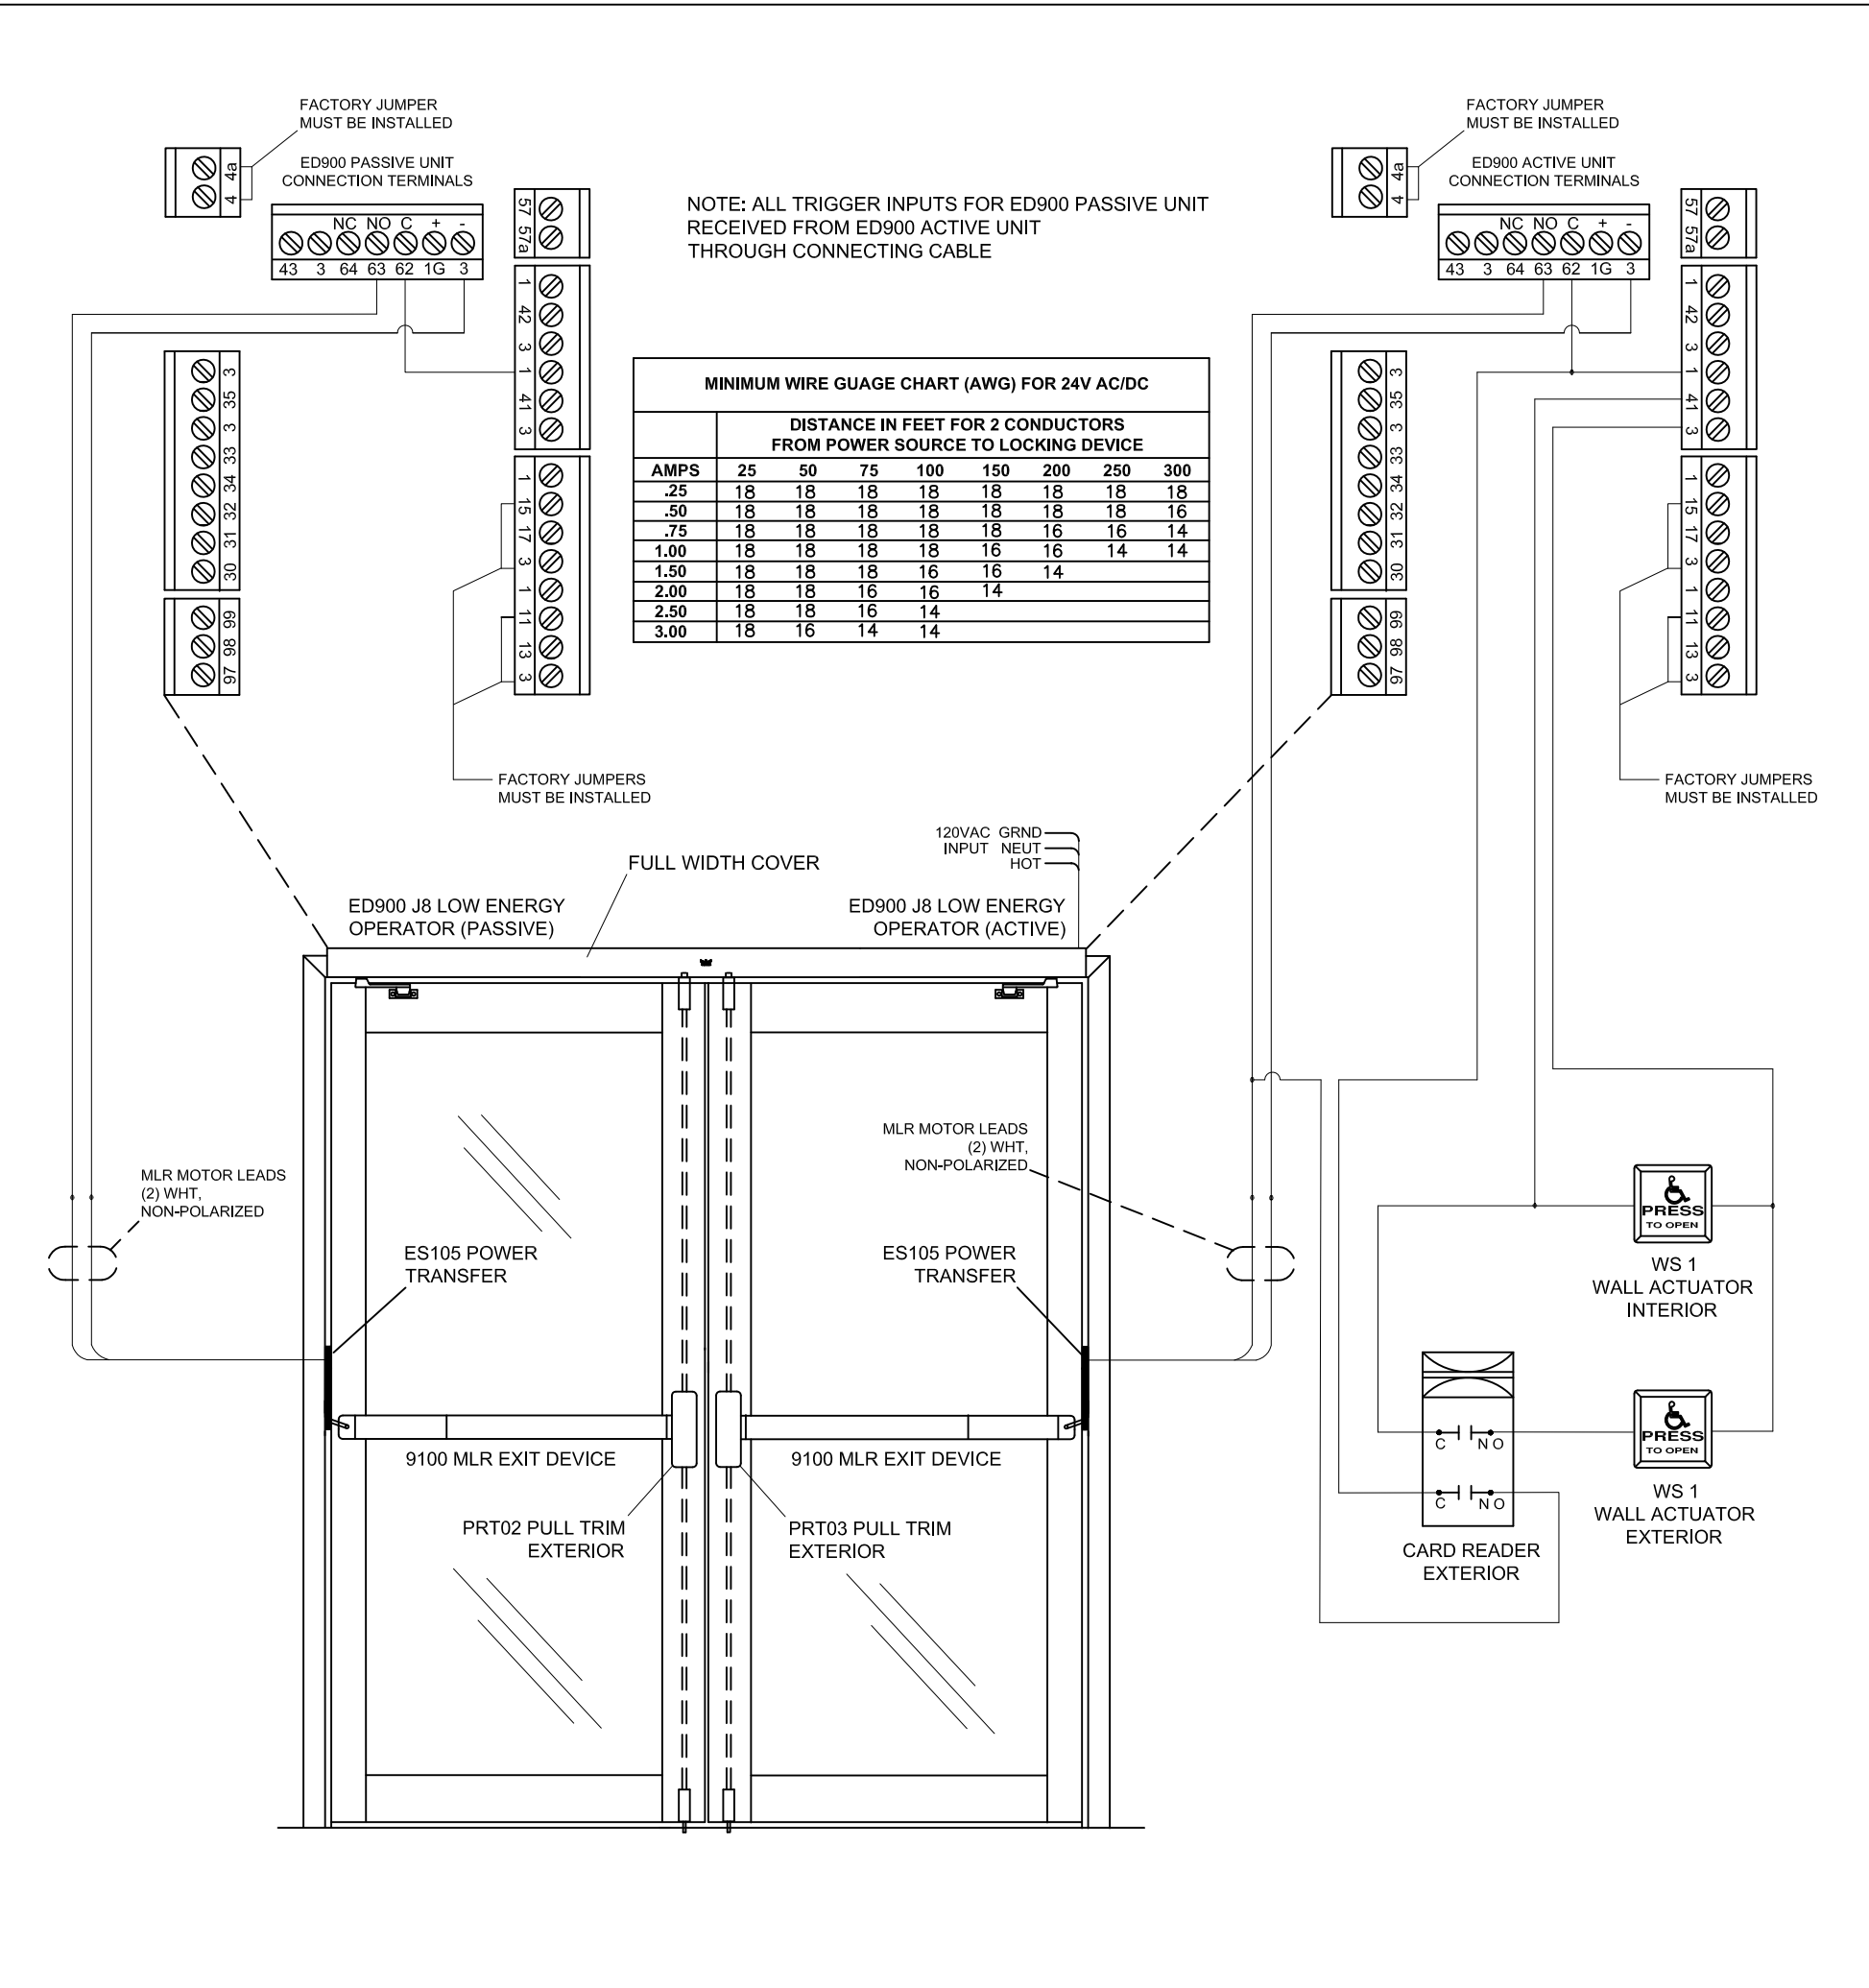 FACTORY JUMPER
MUST BE INSTALLED
4a
4
ED900 PASSIVE UNIT
CONNECTION TERMINALS
NC NO C + -
43 3 64 63 62 1G 3
57
57a
1
42
3
1
41
3
1
15
17
3
1
11
13
3
3
35
3
33
34
32
31
30
99
98
97
FACTORY JUMPERS
MUST BE INSTALLED
NOTE: ALL TRIGGER INPUTS FOR ED900 PASSIVE UNIT
RECEIVED FROM ED900 ACTIVE UNIT
THROUGH CONNECTING CABLE
MINIMUM WIRE GUAGE CHART (AWG) FOR 24V AC/DC
DISTANCE IN FEET FOR 2 CONDUCTORS
FROM POWER SOURCE TO LOCKING DEVICE
AMPS 25 50 75 100 150 200 250 300
.25 18 18 18 18 18 18 18 18
.50 18 18 18 18 18 18 18 16
.75 18 18 18 18 18 16 16 14
1.00 18 18 18 18 16 16 14 14
1.50 18 18 18 16 16 14
2.00 18 18 16 16 14
2.50 18 18 16 14
3.00 18 16 14 14
FACTORY JUMPER
MUST BE INSTALLED
4a
4
ED900 ACTIVE UNIT
CONNECTION TERMINALS
NC NO C + -
43 3 64 63 62 1G 3
57
57a
1
42
3
1
41
3
1
15
17
3
1
11
13
3
3
35
3
33
34
32
31
30
99
98
97
FACTORY JUMPERS
MUST BE INSTALLED
120VAC GRND
INPUT NEUT
HOT
FULL WIDTH COVER
ED900 J8 LOW ENERGY
OPERATOR (PASSIVE)
ED900 J8 LOW ENERGY
OPERATOR (ACTIVE)
MLR MOTOR LEADS
(2) WHT,
NON-POLARIZED
MLR MOTOR LEADS
(2) WHT,
NON-POLARIZED
ES105 POWER
TRANSFER
ES105 POWER
TRANSFER
9100 MLR EXIT DEVICE
9100 MLR EXIT DEVICE
PRT02 PULL TRIM
EXTERIOR
PRT03 PULL TRIM
EXTERIOR
PRESS
TO OPEN
WS 1
WALL ACTUATOR
INTERIOR
C NO
C NO
CARD READER
EXTERIOR
PRESS
TO OPEN
WS 1
WALL ACTUATOR
EXTERIOR